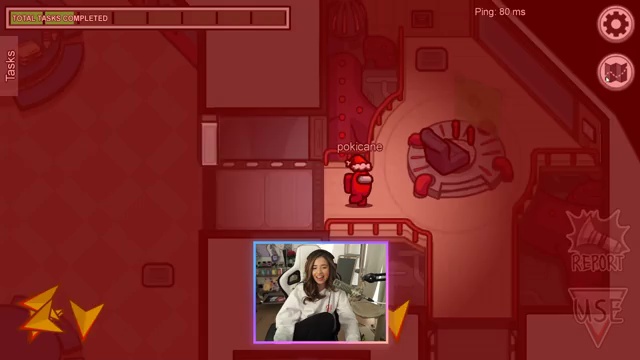 TOTAL TASKS COMPLETED
Ping: 80 ms
Tasks
pokicane
REPORT
USE